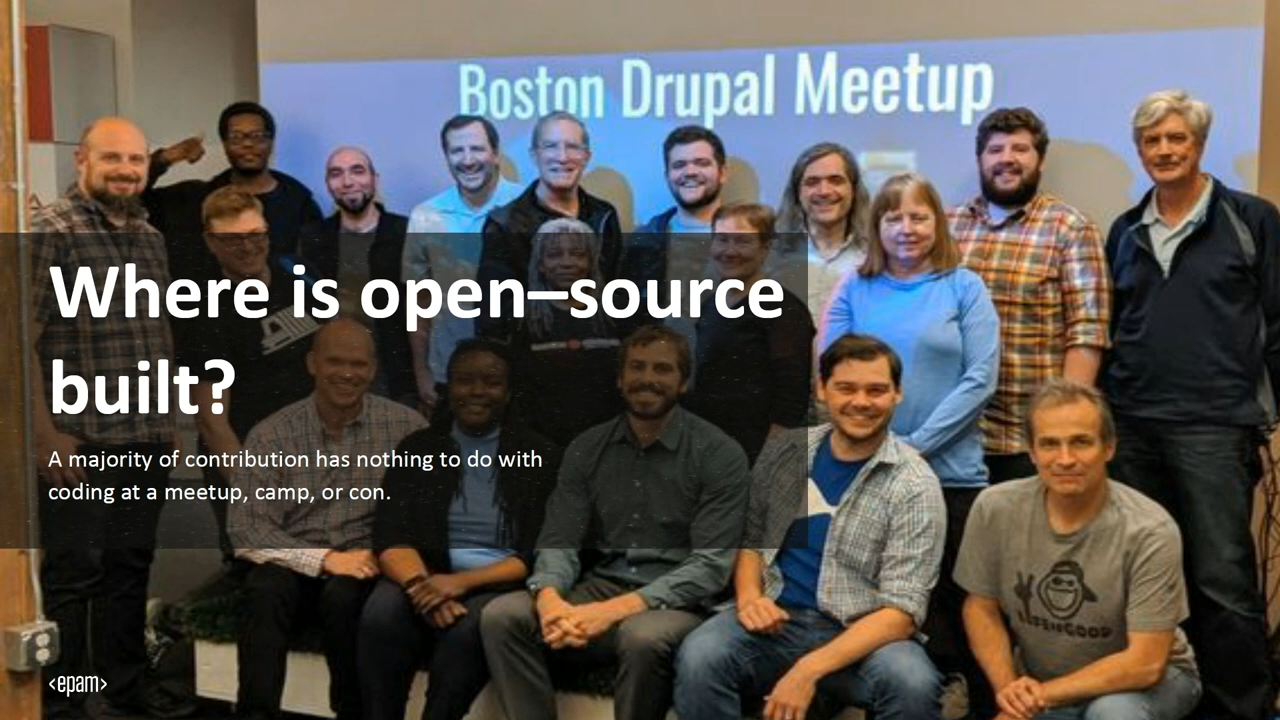 Boston Drupal Meetup
Where is open–source
built?
A majority of contribution has nothing to do with
coding at a meetup, camp, or con.
<epam>